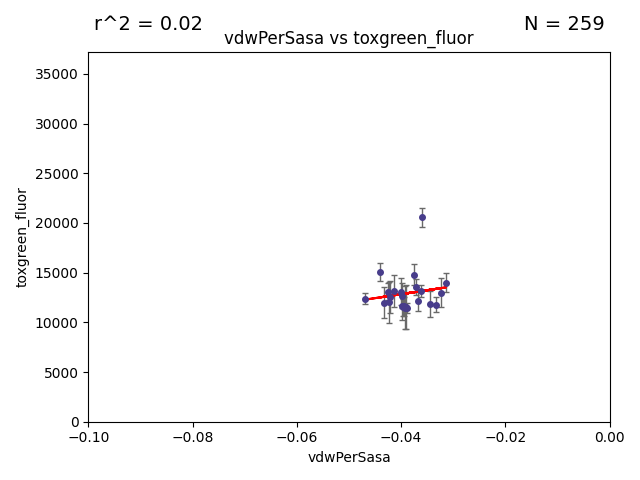 r^2 = 0.02
N = 259
vdwPerSasa vs toxgreen_fluor
35000
30000
25000
20000
15000
10000
5000
0
toxgreen_fluor
−0.10
−0.08
−0.06
−0.04
−0.02
0.00
vdwPerSasa